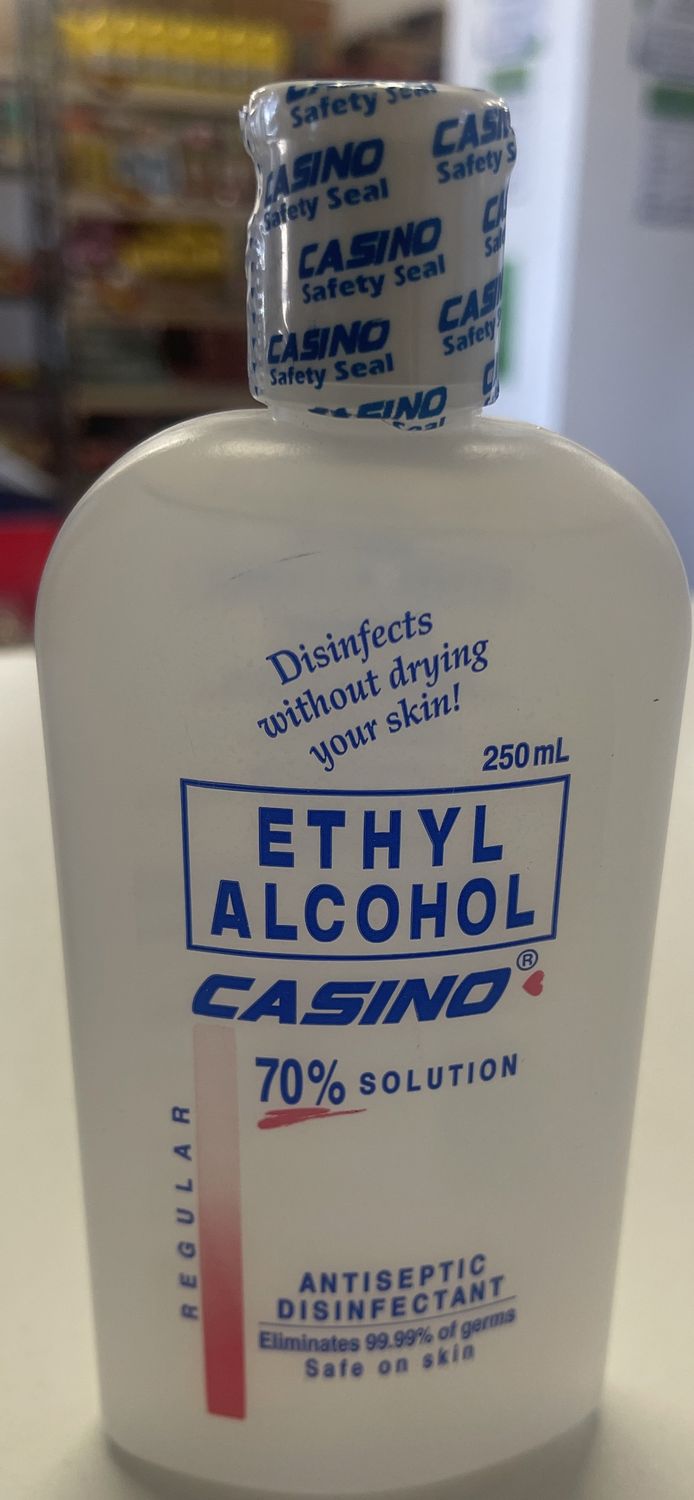 Safety Seal
CASINO
Safety Seal
CASINO
Safety Seal
CASINO
Safety Seal
Disinfects
without drying
your skin!
250 mL
ETHYL
ALCOHOL
CASINO®
70% SOLUTION
REGULAR
ANTISEPTIC
DISINFECTANT
Eliminates 99.99% of germs
Safe on skin